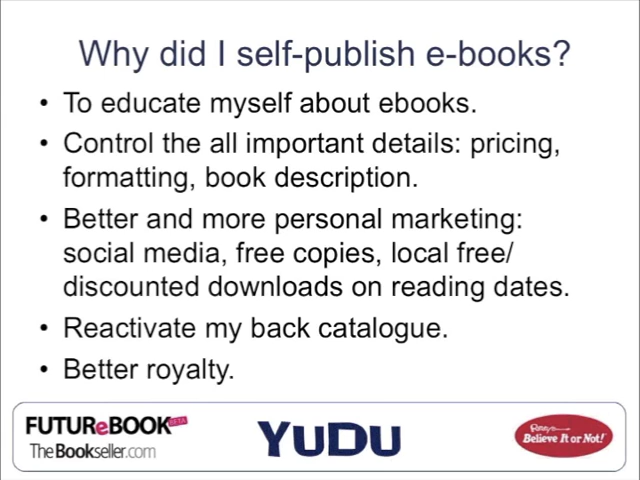 Why did I self-publish e-books?
• To educate myself about ebooks.
• Control the all important details: pricing,
formatting, book description.
• Better and more personal marketing:
social media, free copies, local free/
discounted downloads on reading dates.
• Reactivate my back catalogue.
• Better royalty.
FUTUReBOOK BETA
TheBookseller.com
YUDU
Ripley's
Believe It or Not!